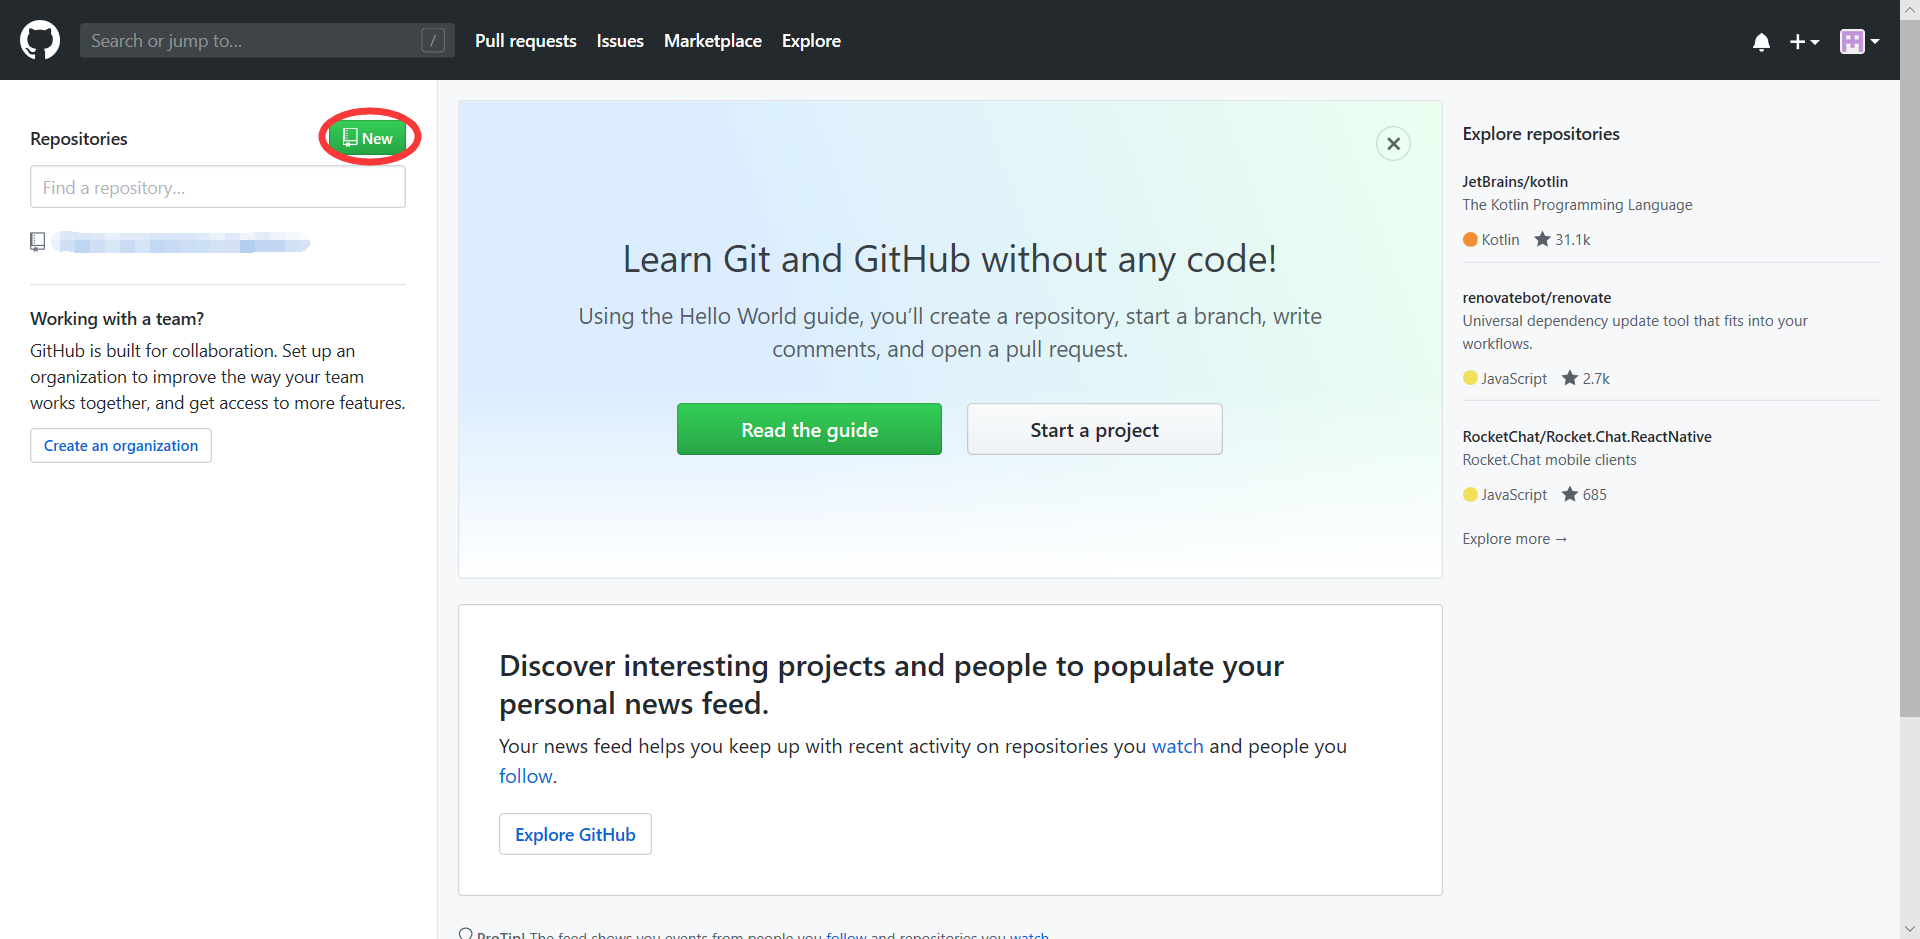 Search or jump to... /
Pull requests Issues Marketplace Explore
Repositories
New
Find a repository...
Working with a team?
GitHub is built for collaboration. Set up an
organization to improve the way your team
works together, and get access to more features.
Create an organization
Learn Git and GitHub without any code!
Using the Hello World guide, you’ll create a repository, start a branch, write
comments, and open a pull request.
Read the guide
Start a project
Discover interesting projects and people to populate your
personal news feed.
Your news feed helps you keep up with recent activity on repositories you watch and people you
follow.
Explore GitHub
ProTip! The feed shows you events from people you follow and repositories you watch
Explore repositories
JetBrains/kotlin
The Kotlin Programming Language
Kotlin 31.1k
renovatebot/renovate
Universal dependency update tool that fits into your
workflows.
JavaScript 2.7k
RocketChat/Rocket.Chat.ReactNative
Rocket.Chat mobile clients
JavaScript 685
Explore more →